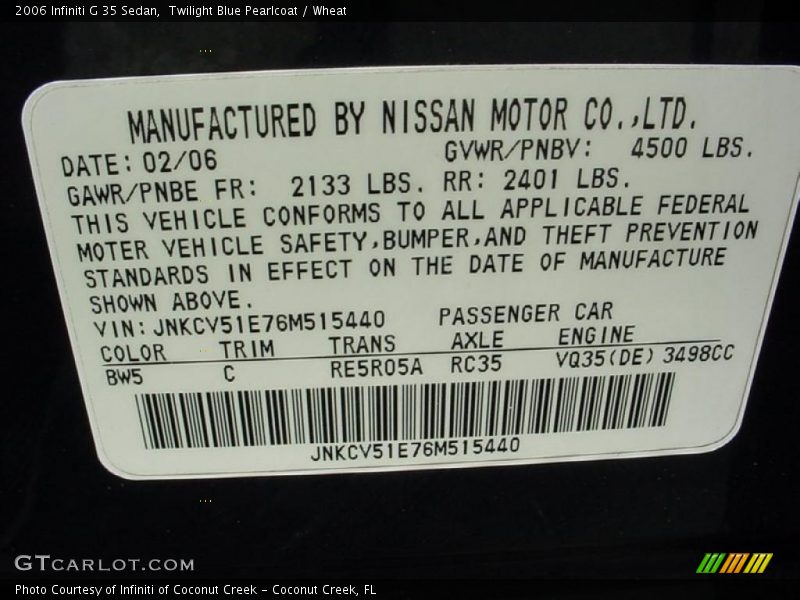 2006 Infiniti G 35 Sedan,  Twilight Blue Pearlcoat / Wheat
MANUFACTURED BY NISSAN MOTOR CO.,LTD.
DATE: 02/06 GVWR/PNBV: 4500 LBS.
GAWR/PNBE FR: 2133 LBS. RR: 2401 LBS.
THIS VEHICLE CONFORMS TO ALL APPLICABLE FEDERAL
MOTER VEHICLE SAFETY,BUMPER,AND THEFT PREVENTION
STANDARDS IN EFFECT ON THE DATE OF MANUFACTURE
SHOWN ABOVE.
VIN: JNKCV51E76M515440 PASSENGER CAR
COLOR TRIM TRANS AXLE ENGINE
BW5 C RE5R05A RC35 VQ35(DE) 3498CC
JNKCV51E76M515440
GTCARLOT.COM
Photo Courtesy of Infiniti of Coconut Creek - Coconut Creek, FL